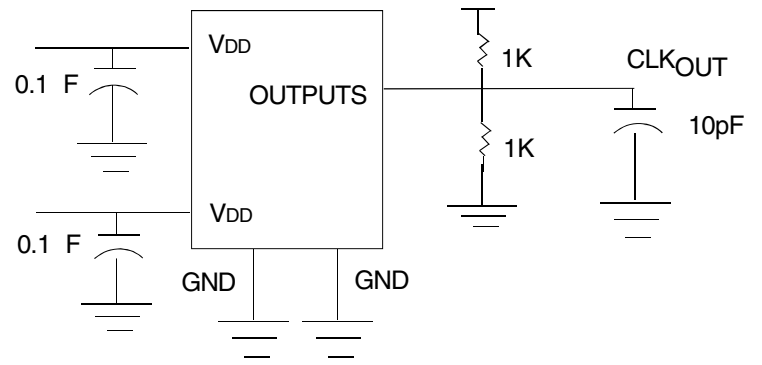 VDD
0.1 F
OUTPUTS
1K
CLKOUT
10pF
1K
VDD
0.1 F
GND
GND